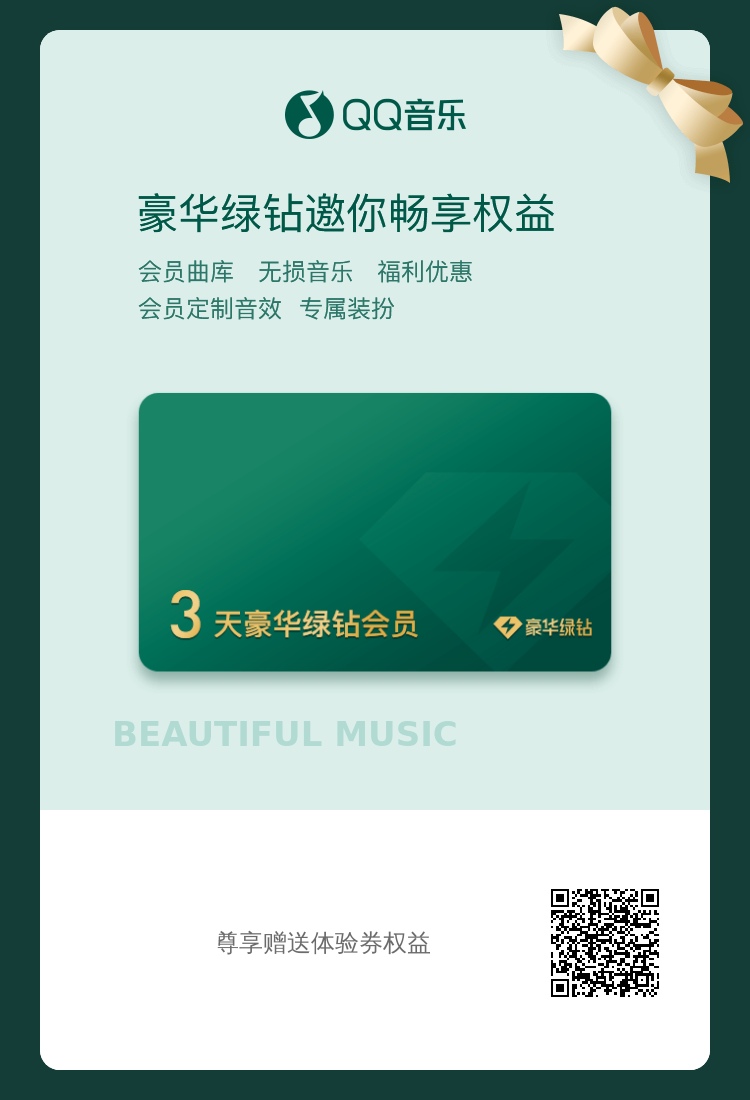 QQ音乐
豪华绿钻邀你畅享权益
会员曲库 无损音乐 福利优惠
会员定制音效 专属装扮
3 天豪华绿钻会员
豪华绿钻
BEAUTIFUL MUSIC
尊享赠送体验券权益